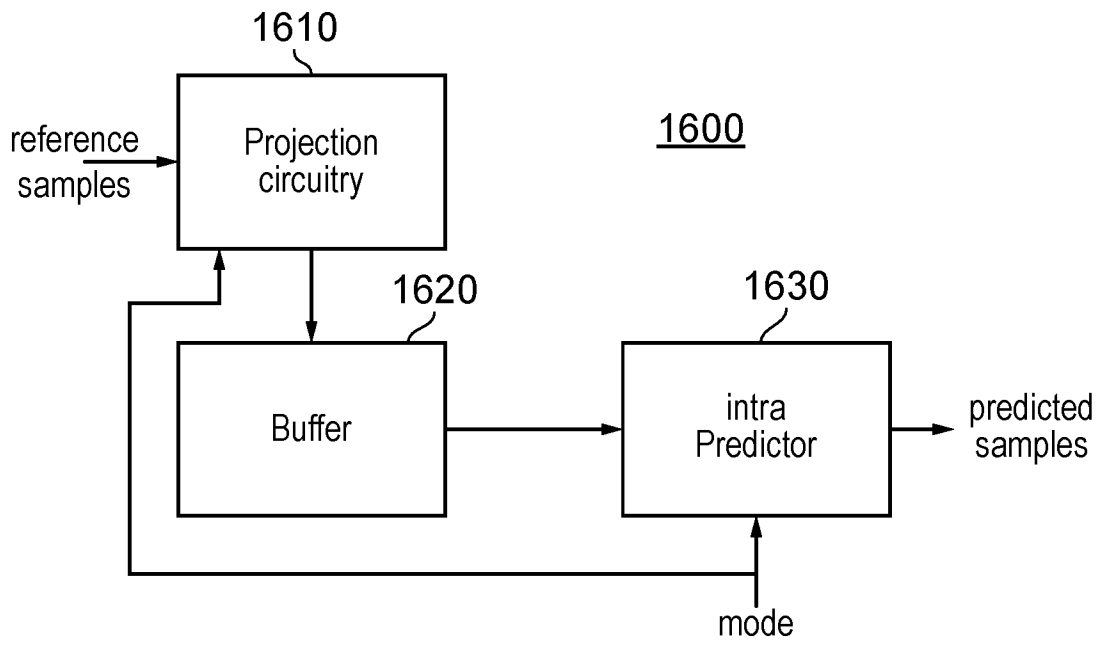 1610
reference
samples
Projection
circuitry
1600
1620
1630
Buffer
intra
Predictor
predicted
samples
mode